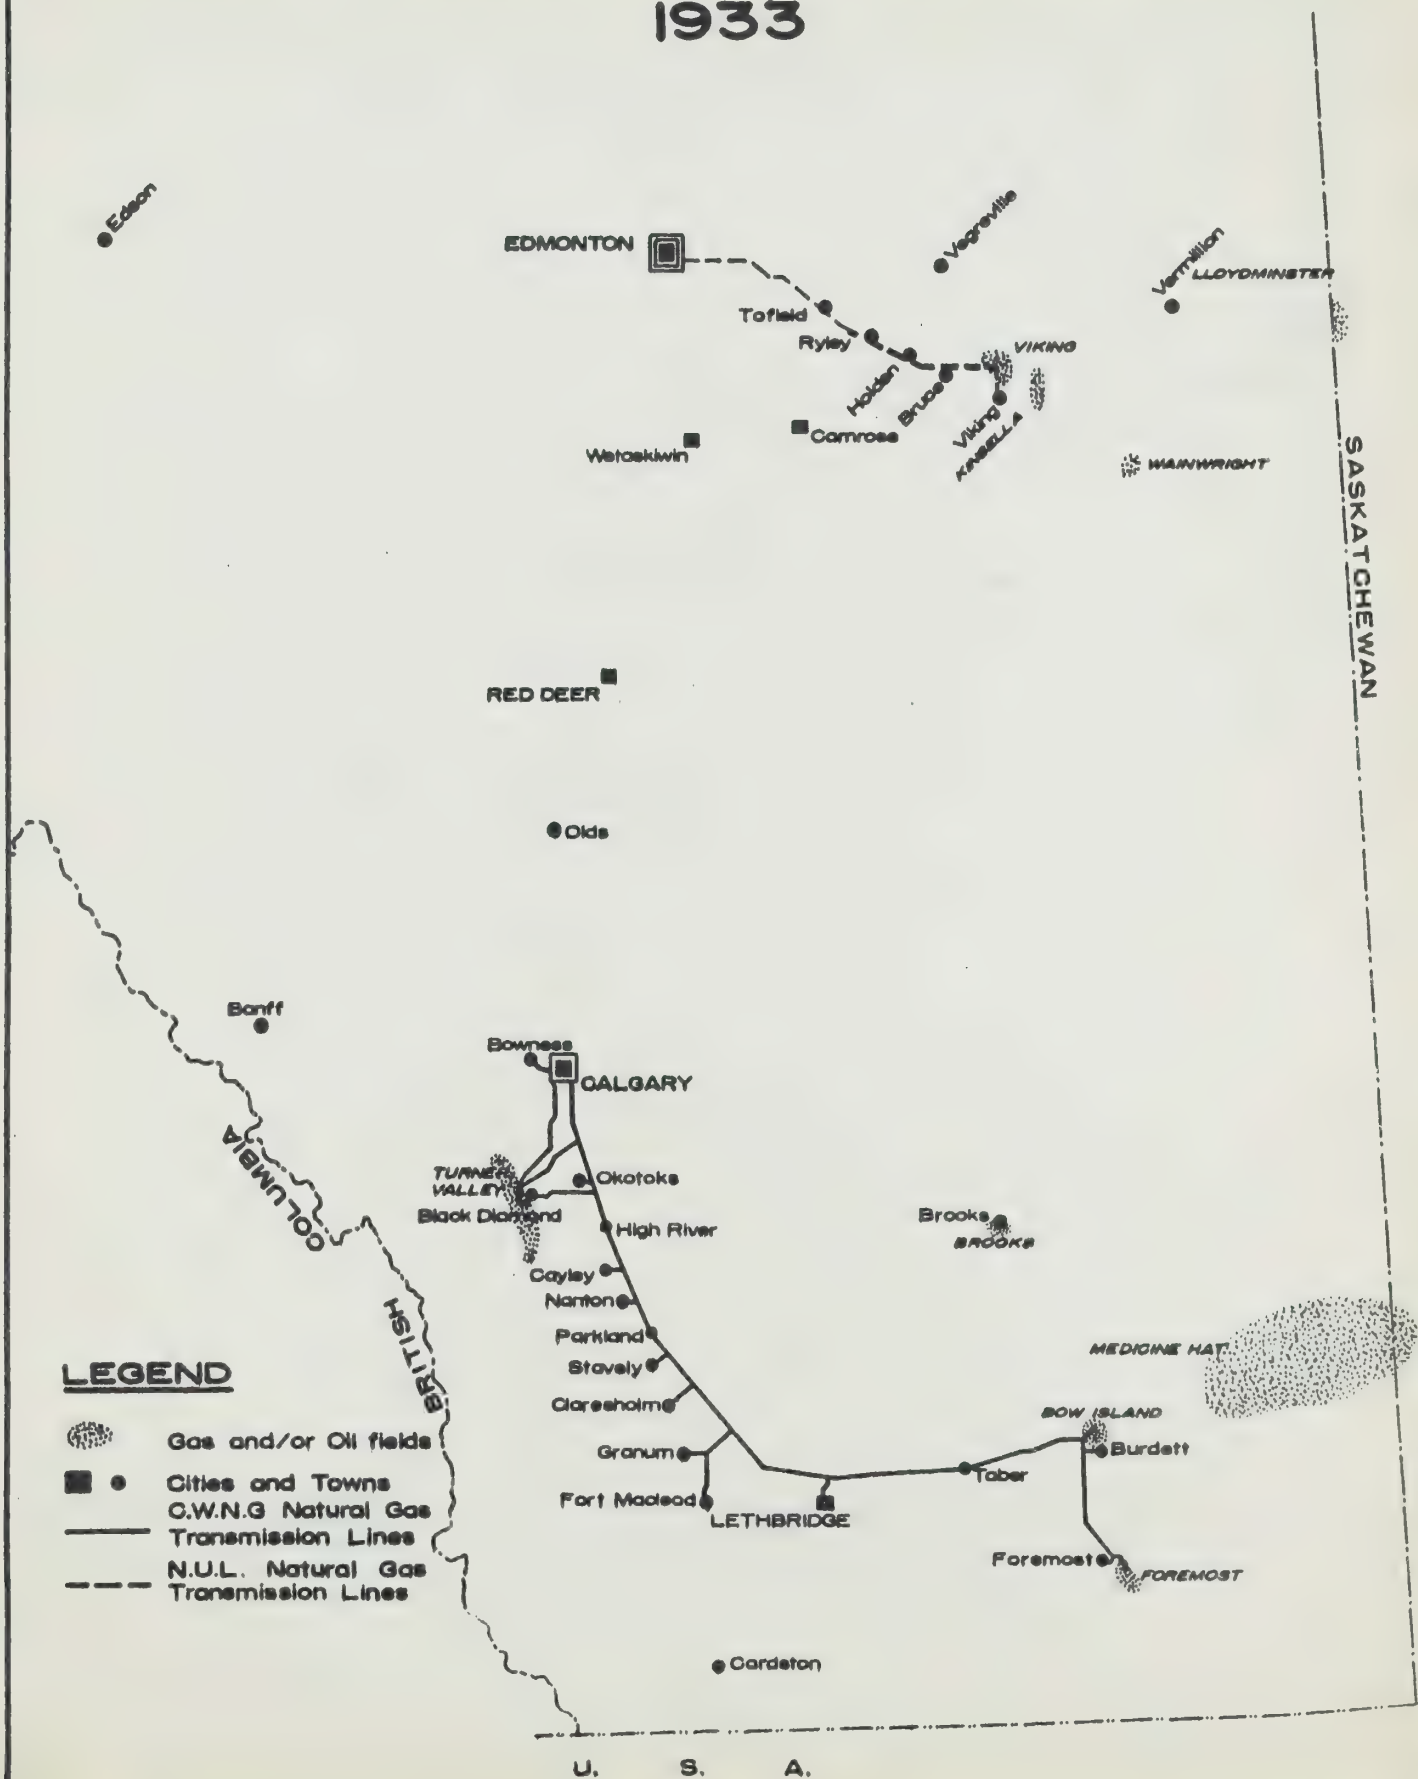 1933
Edson
EDMONTON
Vegreville
Vermillion
LLOYDMINSTER
Tofield
Ryley
VIKING
Holden
Bruce
Viking
KINSELLA
Camrose
Wetaskiwin
WAINWRIGHT
SASKATCHEWAN
RED DEER
Olds
Banff
Bowness
CALGARY
COLUMBIA
TURNER
VALLEY
Okotoks
Black Diamond
High River
Brooks
BROOKS
Cayley
Nanton
BRITISH
Parkland
MEDICINE HAT
Stavely
Claresholm
BOW ISLAND
Granum
Burdett
Taber
Fort Macleod
LETHBRIDGE
Foremost
FOREMOST
LEGEND
Gas and/or Oil fields
Cities and Towns
C.W.N.G Natural Gas
Transmission Lines
N.U.L. Natural Gas
Transmission Lines
Cardston
U. S. A.